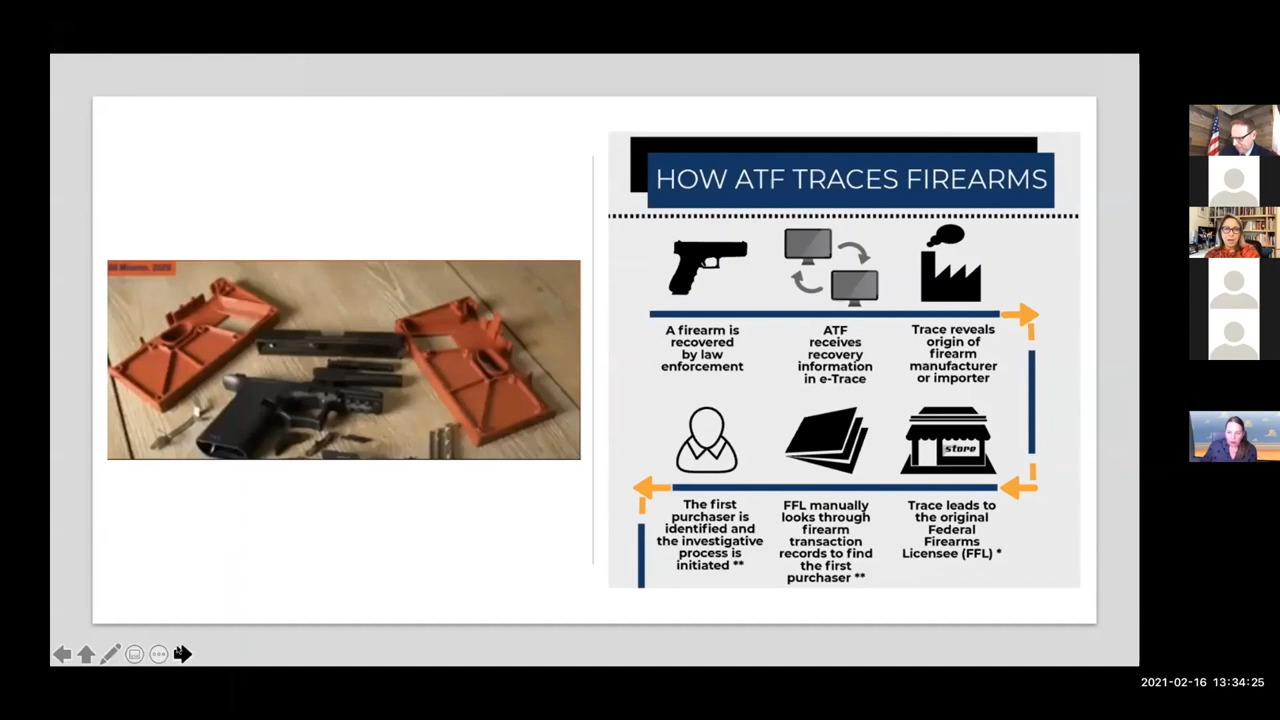 HOW ATF TRACES FIREARMS
A firearm is
recovered
by law
enforcement
ATF
receives
recovery
information
in e-Trace
Trace reveals
origin of
firearm
manufacturer
or importer
store
The first
purchaser is
identified and
the investigative
process is
initiated **
FFL manually
looks through
firearm
transaction
records to find
the first
purchaser **
Trace leads to
the original
Federal
Firearms
Licensee (FFL) *
2021-02-16 13:34:25